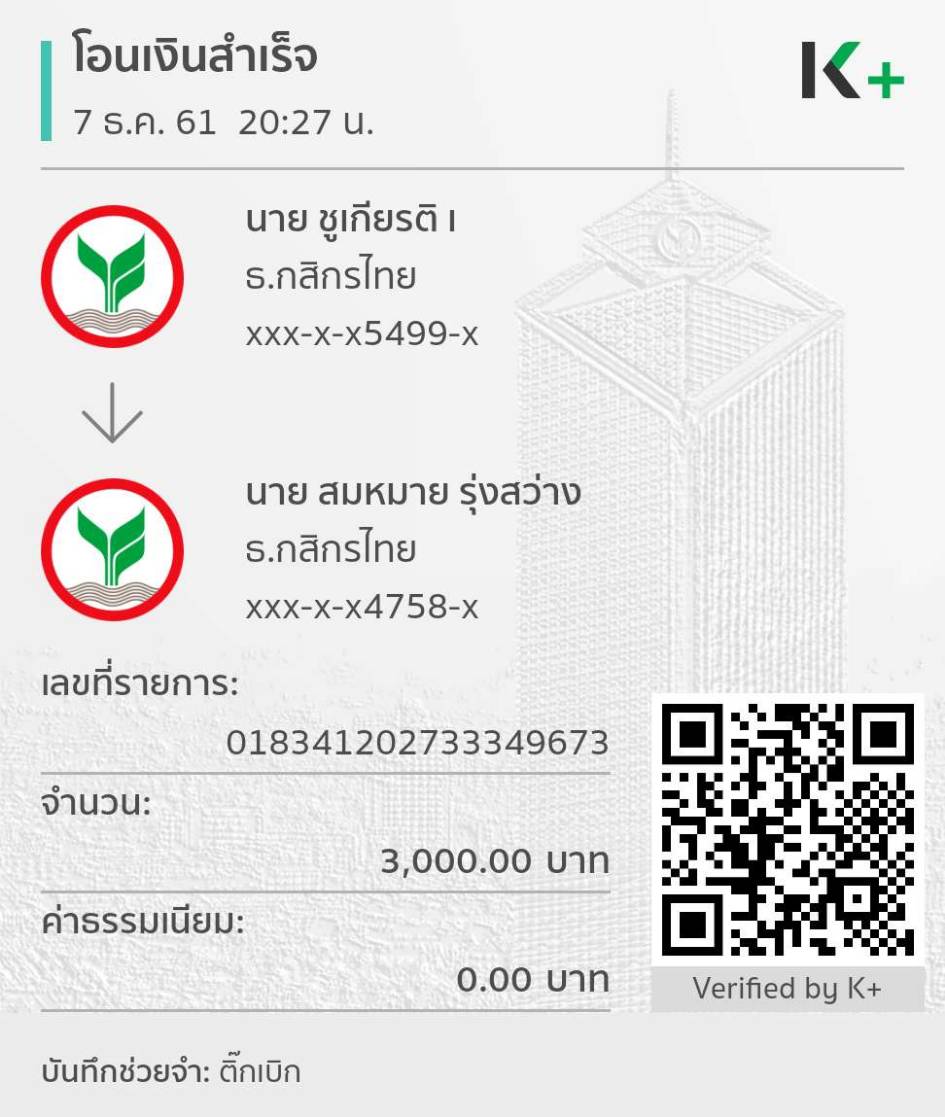 โอนเงินสำเร็จ
7 ธ.ค. 61 20:27 น.
K+
นาย ชูเกียรติ เ
ธ.กสิกรไทย
xxx-x-x5499-x
นาย สมหมาย รุ่งสว่าง
ธ.กสิกรไทย
xxx-x-x4758-x
เลขที่รายการ:
018341202733349673
จำนวน:
3,000.00 บาท
ค่าธรรมเนียม:
0.00 บาท
Verified by K+
บันทึกช่วยจำ: ติ๊กเบิก